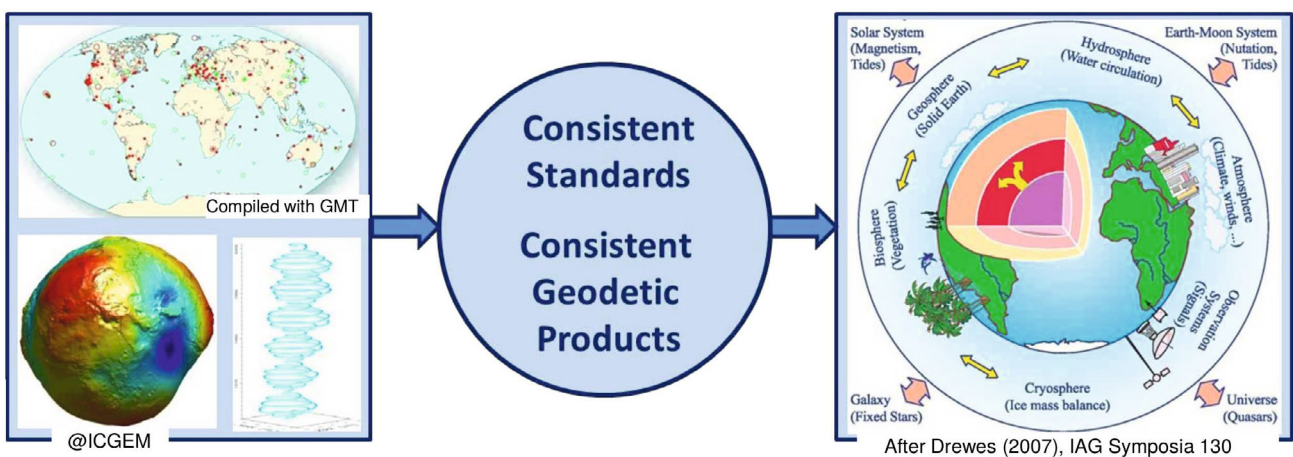 Compiled with GMT
@ICGEM
Consistent
Standards
Consistent
Geodetic
Products
Solar System
(Magnetism,
Tides)
Earth-Moon System
(Nutation,
Tides)
Hydrosphere
(Water circulation)
Geosphere
(Solid Earth)
Atmosphere
(Climate, winds, ...)
Biosphere
(Vegetation)
Observation
Systems
(Signals)
Cryosphere
(Ice mass balance)
Galaxy
(Fixed Stars)
Universe
(Quasars)
After Drewes (2007), IAG Symposia 130